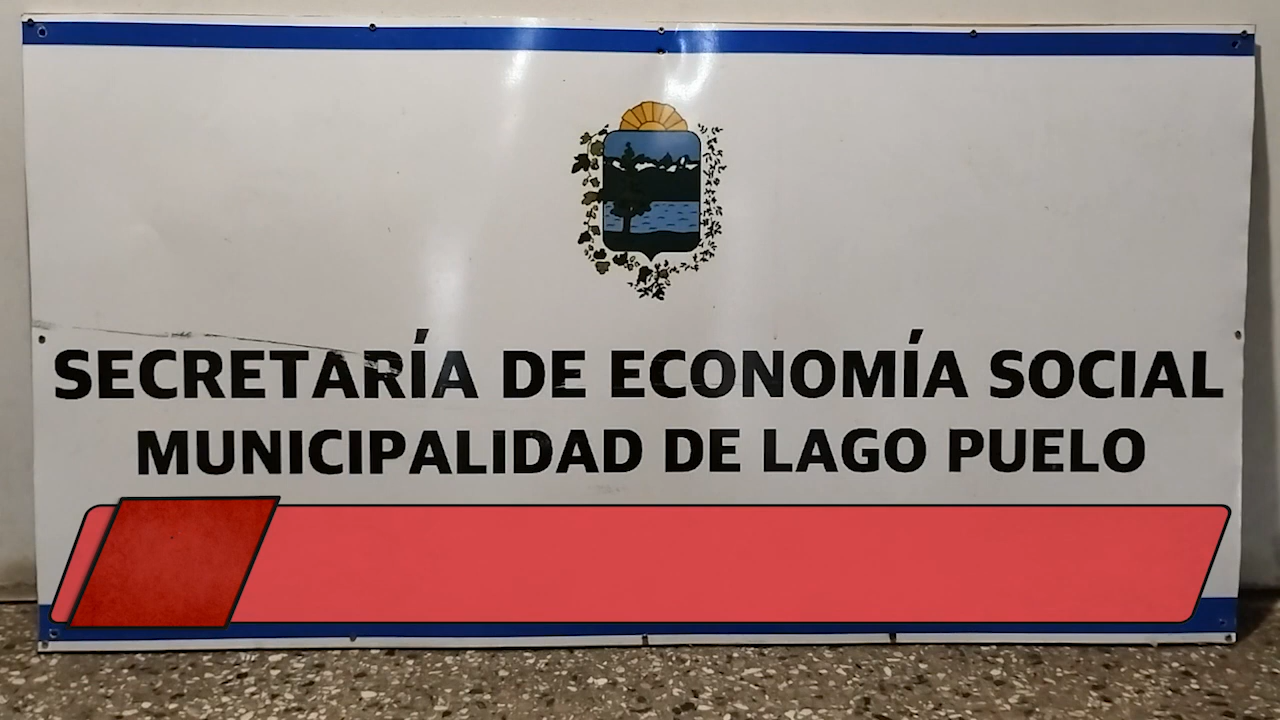 SECRETARÍA DE ECONOMÍA SOCIAL
MUNICIPALIDAD DE LAGO PUELO